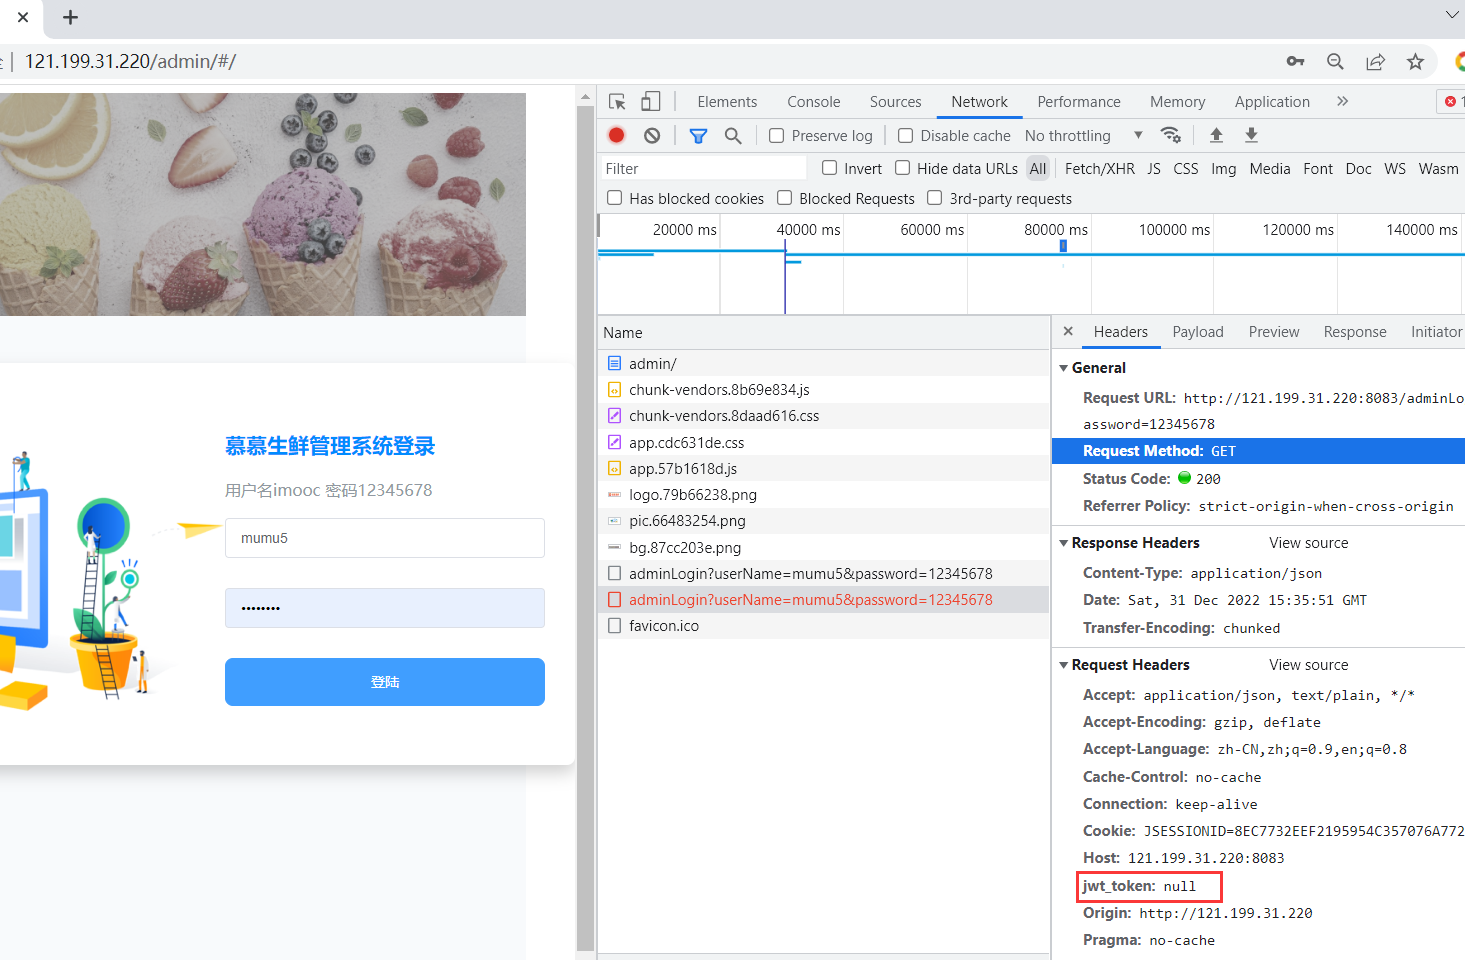 121.199.31.220/admin/#/
Elements Console Sources Network Performance Memory Application
Preserve log Disable cache No throttling
Filter Invert Hide data URLs All Fetch/XHR JS CSS Img Media Font Doc WS Wasm
Has blocked cookies Blocked Requests 3rd-party requests
20000 ms 40000 ms 60000 ms 80000 ms 100000 ms 120000 ms 140000 ms
Name
admin/
chunk-vendors.8b69e834.js
chunk-vendors.8daad616.css
app.cdc631de.css
app.57b1618d.js
logo.79b66238.png
pic.66483254.png
bg.87cc203e.png
adminLogin?userName=mumu5&password=12345678
adminLogin?userName=mumu5&password=12345678
favicon.ico
Headers Payload Preview Response Initiator
General
Request URL: http://121.199.31.220:8083/adminLo
assword=12345678
Request Method: GET
Status Code: 200
Referrer Policy: strict-origin-when-cross-origin
Response Headers View source
Content-Type: application/json
Date: Sat, 31 Dec 2022 15:35:51 GMT
Transfer-Encoding: chunked
Request Headers View source
Accept: application/json, text/plain, */*
Accept-Encoding: gzip, deflate
Accept-Language: zh-CN,zh;q=0.9,en;q=0.8
Cache-Control: no-cache
Connection: keep-alive
Cookie: JSESSIONID=8EC7732EEF2195954C357076A772
Host: 121.199.31.220:8083
jwt_token: null
Origin: http://121.199.31.220
Pragma: no-cache
慕慕生鲜管理系统登录
用户名imooc 密码12345678
mumu5
••••••••
登陆